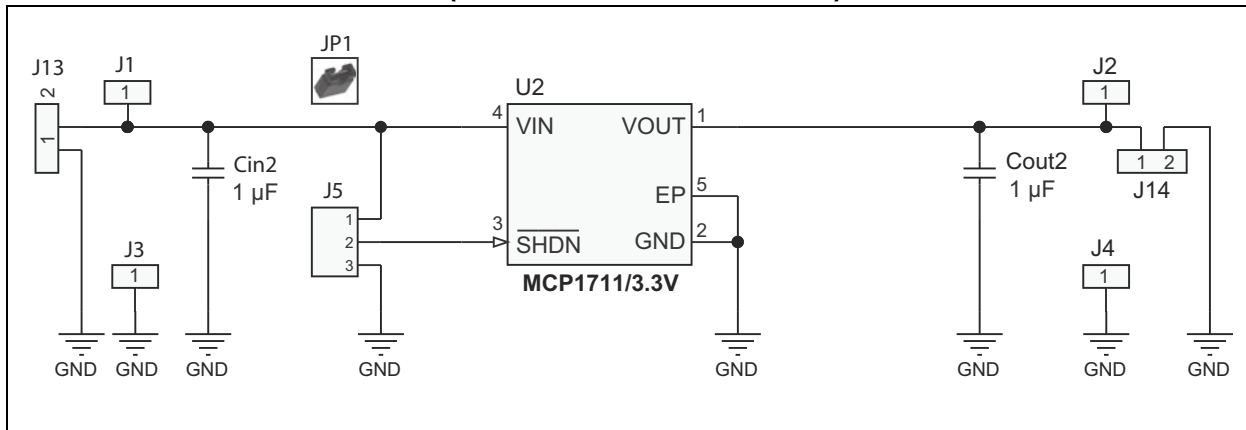 JP1
J13
2
1
J1
1
U2
J2
1
4
VIN
VOUT
1
Cin2
1 µF
Cout2
1 µF
1 2
J14
J5
1
2
3
3
SHDN
EP
5
GND
2
MCP1711/3.3V
J3
1
J4
1
GND
GND
GND
GND
GND
GND
GND
GND